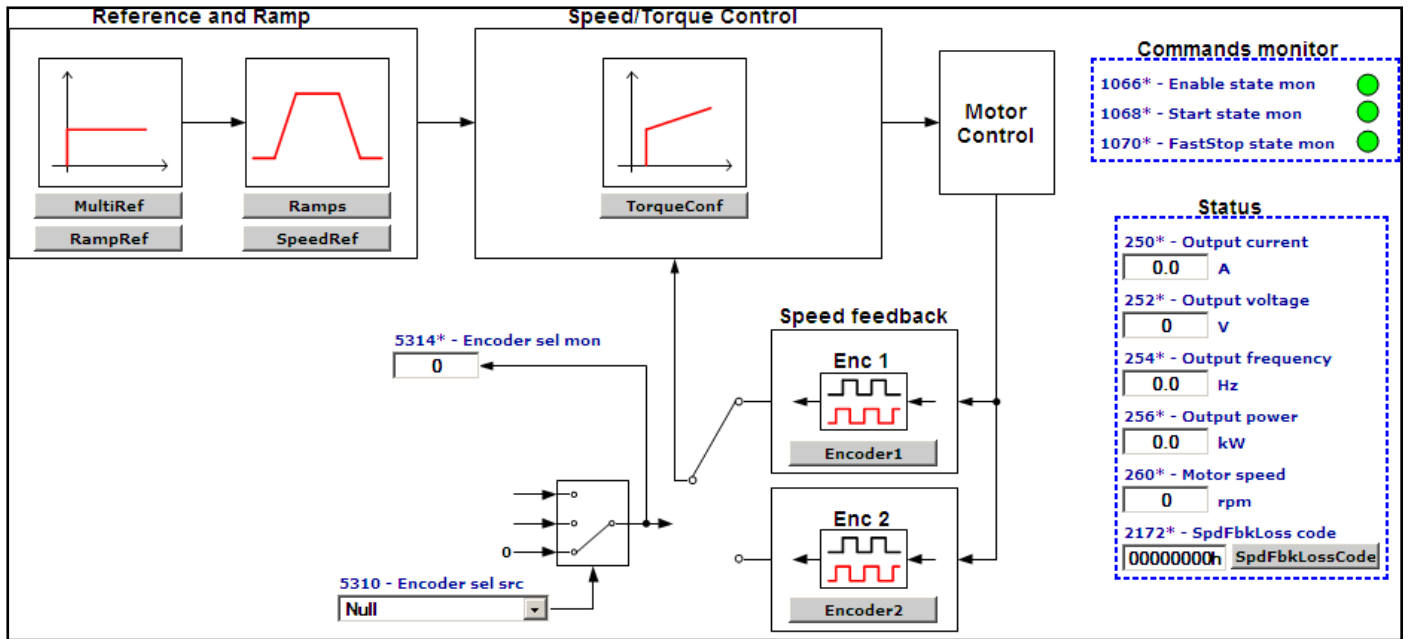 Reference and Ramp
MultiRef
RampRef
Ramps
SpeedRef
Speed/Torque Control
TorqueConf
Motor
Control
Commands monitor
1066* - Enable state mon
1068* - Start state mon
1070* - FastStop state mon
Status
250* - Output current
0.0 A
252* - Output voltage
0 V
254* - Output frequency
0.0 Hz
256* - Output power
0.0 kW
260* - Motor speed
0 rpm
2172* - SpdFbkLoss code
00000000h SpdFbkLossCode
Speed feedback
Enc 1
Encoder1
Enc 2
Encoder2
5314* - Encoder sel mon
0
0
5310 - Encoder sel src
Null